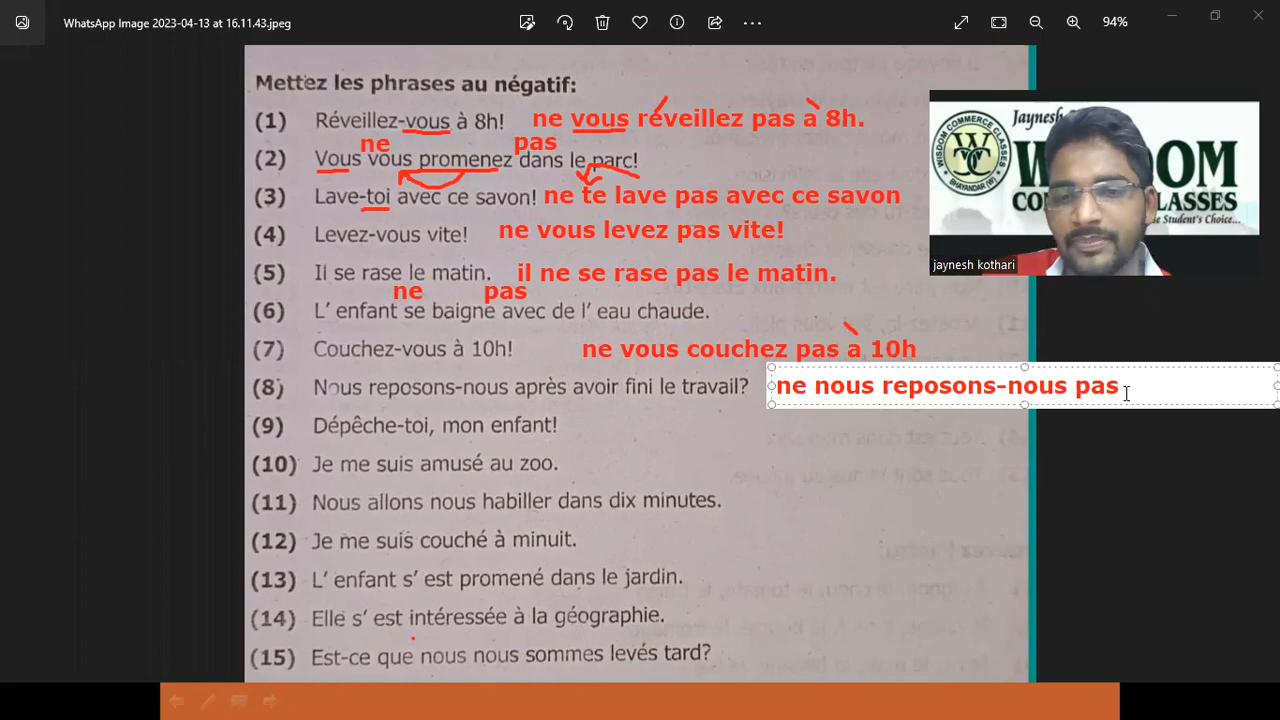 WhatsApp Image 2023-04-13 at 16.11.43.jpeg
94%
Mettez les phrases au négatif:
(1) Réveillez-vous à 8h! ne vous réveillez pas à 8h.
ne pas
(2) Vous vous promenez dans le parc!
(3) Lave-toi avec ce savon! ne te lave pas avec ce savon
(4) Levez-vous vite! ne vous levez pas vite!
(5) Il se rase le matin. il ne se rase pas le matin.
ne pas
(6) L' enfant se baigne avec de l' eau chaude.
(7) Couchez-vous à 10h! ne vous couchez pas à 10h
(8) Nous reposons-nous après avoir fini le travail? ne nous reposons-nous pas
(9) Dépêche-toi, mon enfant!
(10) Je me suis amusé au zoo.
(11) Nous allons nous habiller dans dix minutes.
(12) Je me suis couché à minuit.
(13) L' enfant s' est promené dans le jardin.
(14) Elle s' est intéressée à la géographie.
(15) Est-ce que nous nous sommes levés tard?
Jaynesh
WISDOM COMMERCE CLASSES
BHAYANDAR (W)
WCC
jaynesh kothari